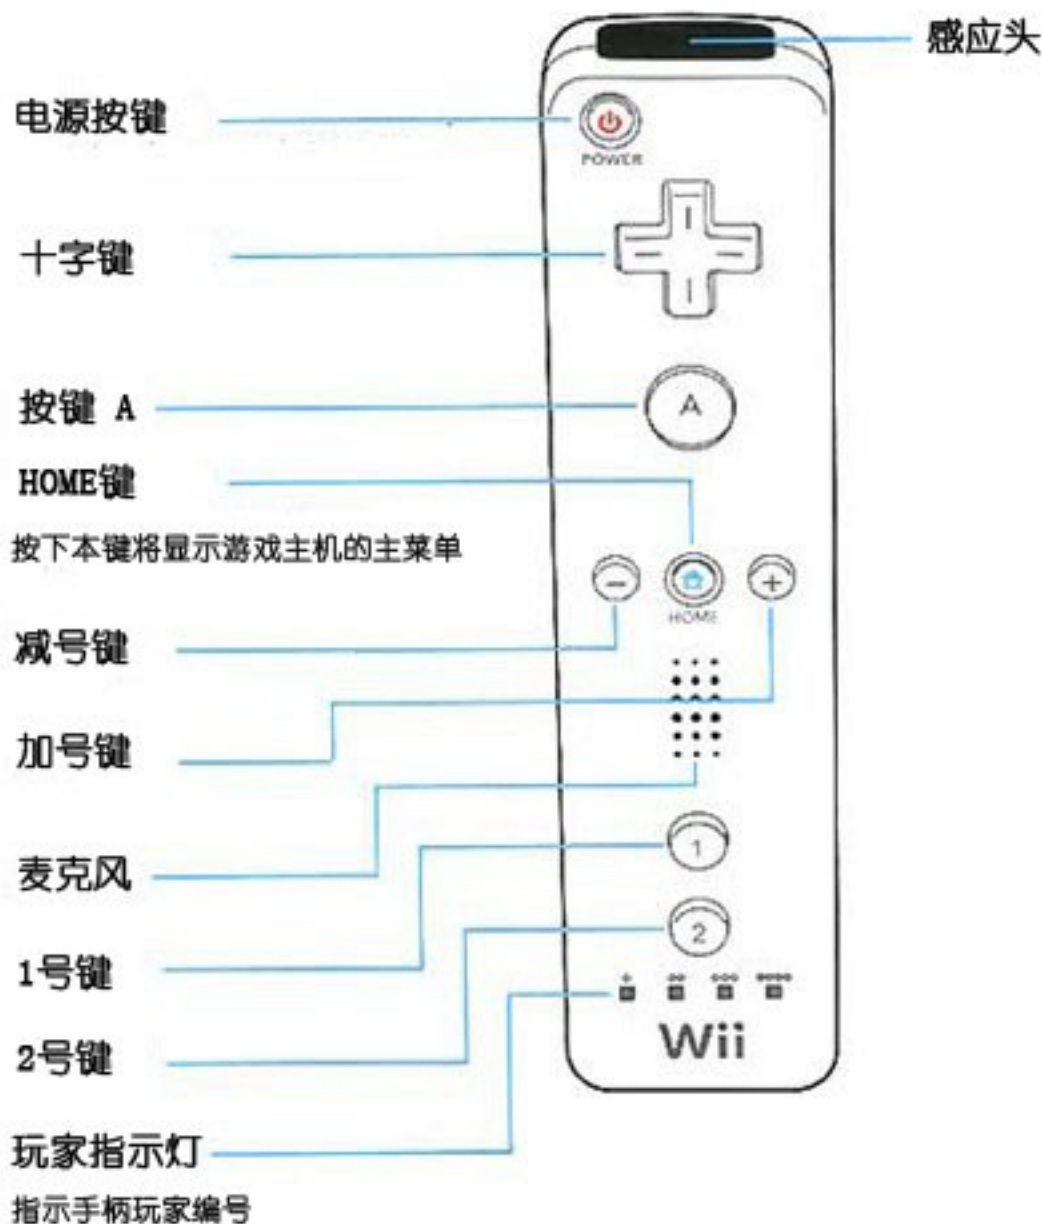 感应头
电源按键
POWER
十字键
按键 A
A
HOME键
按下本键将显示游戏主机的主菜单
- +
HOME
减号键
加号键
麦克风
1
1号键
2
2号键
Wii
玩家指示灯
指示手柄玩家编号